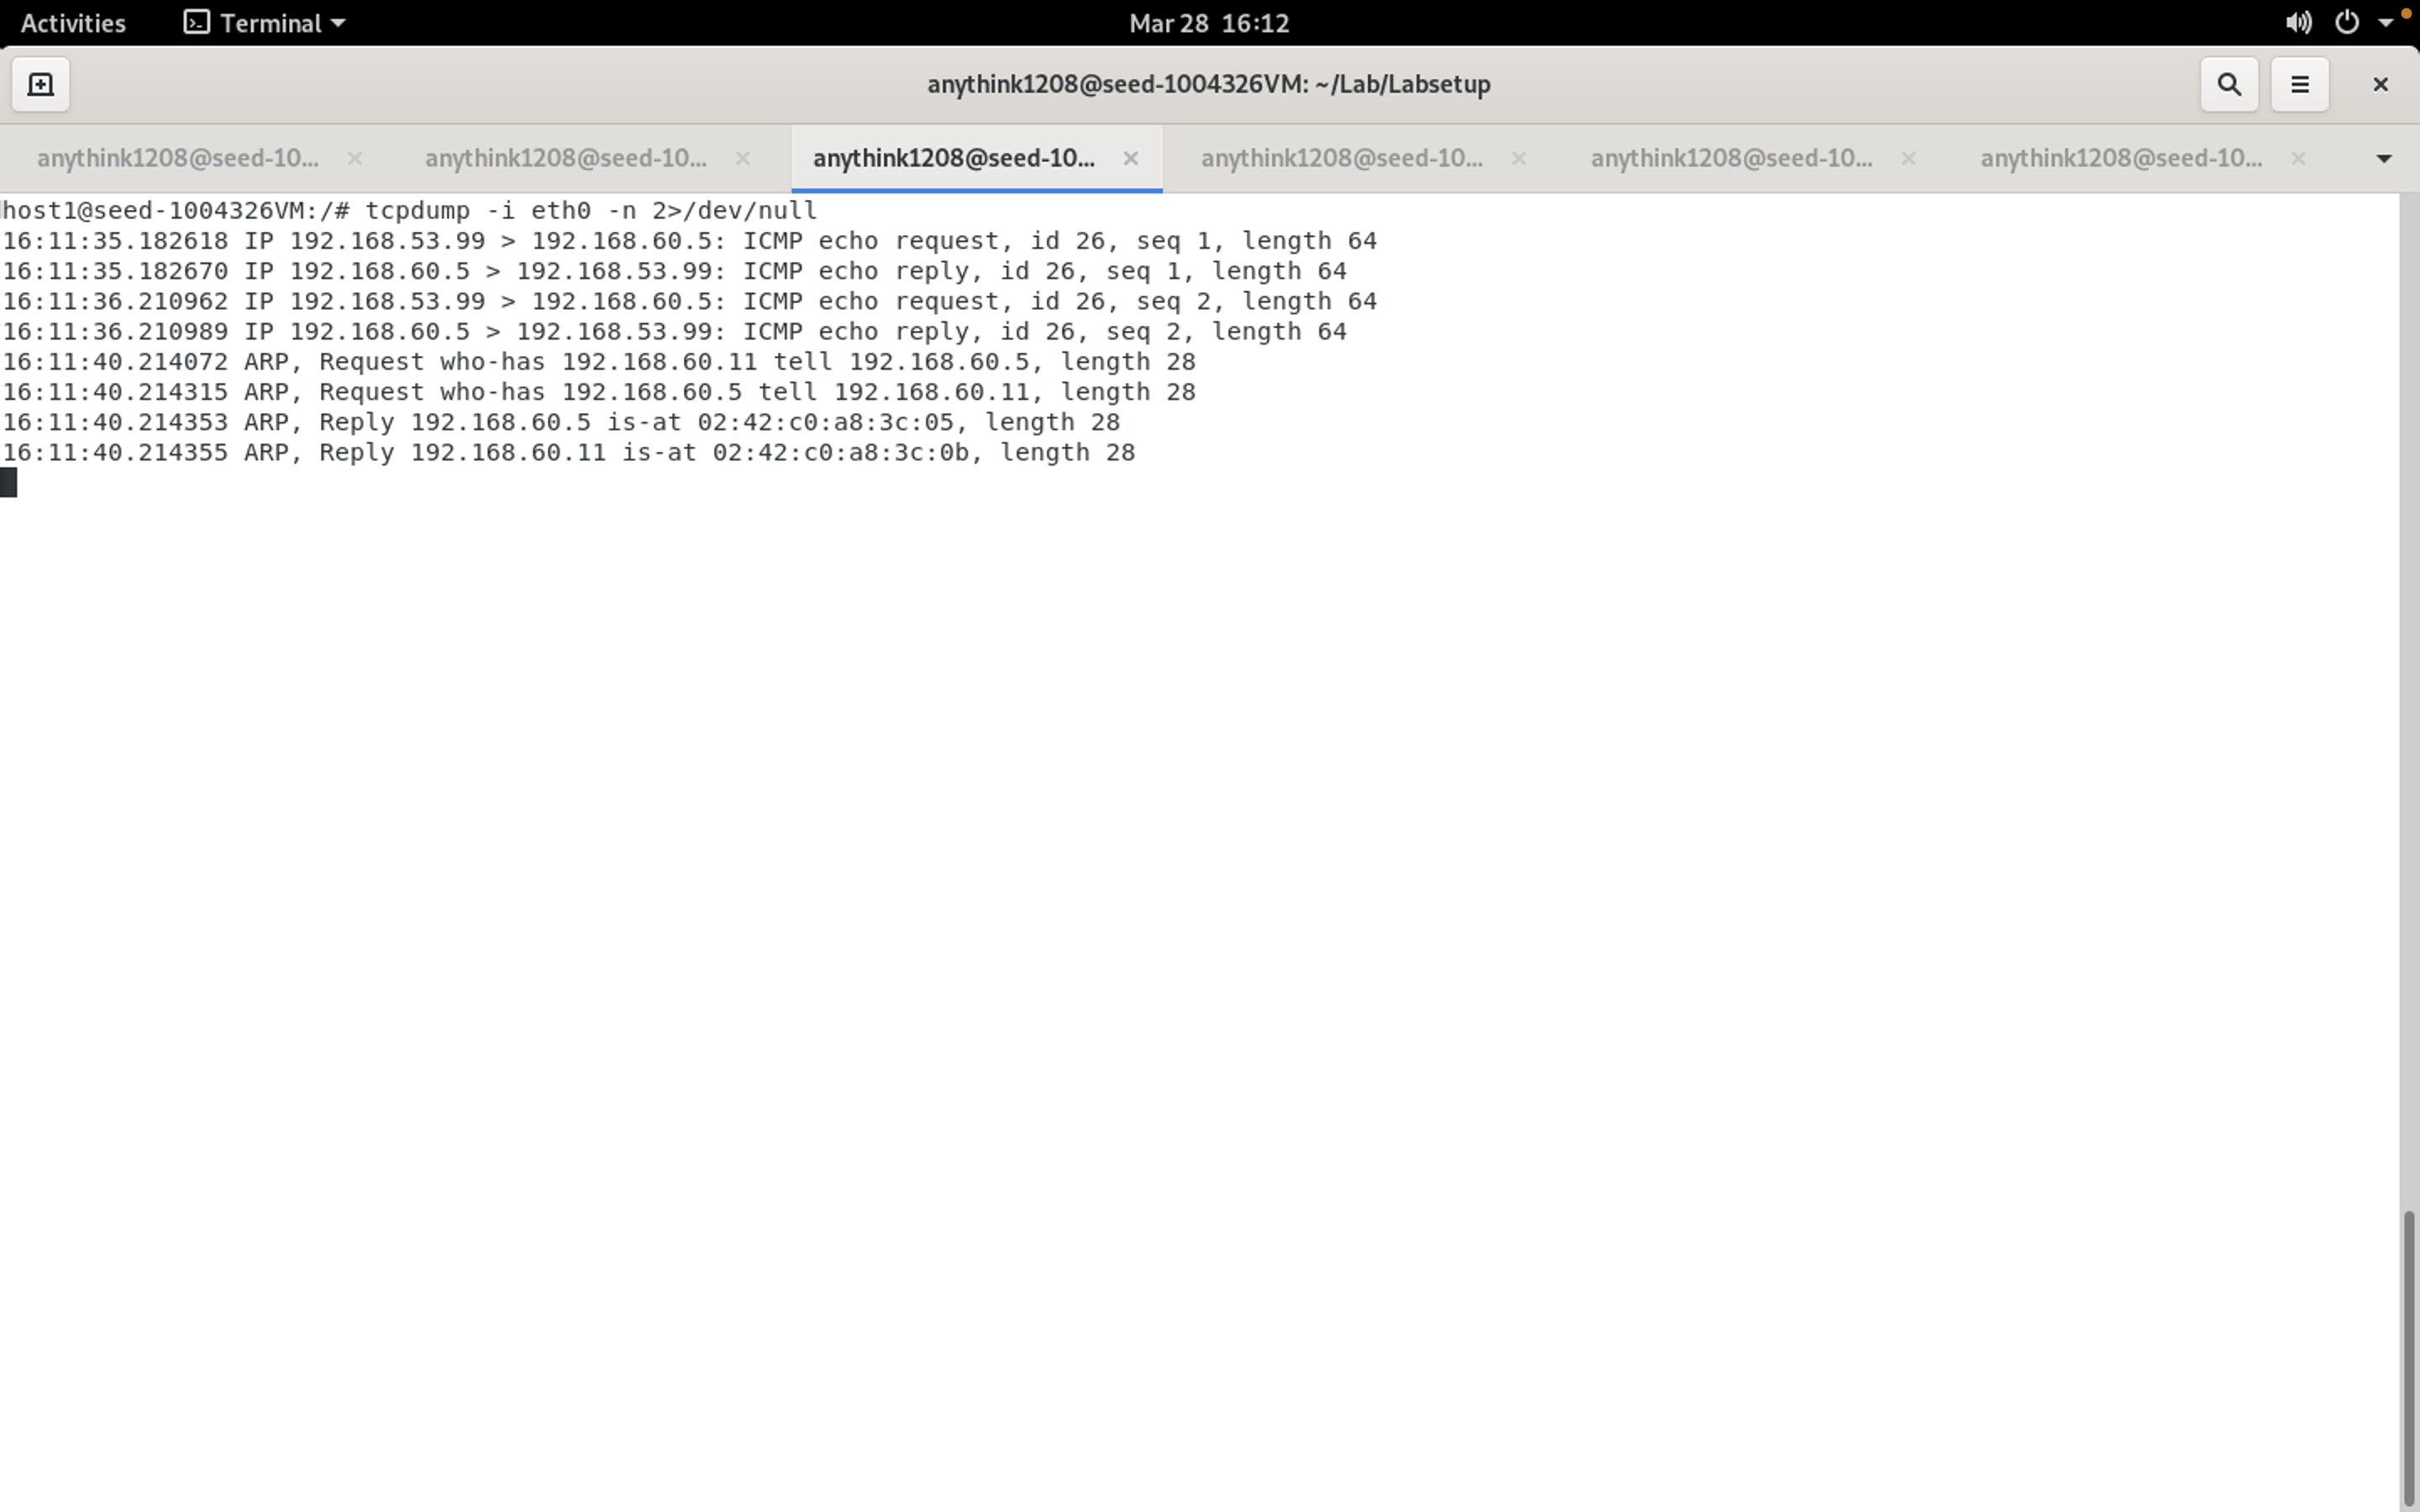 Activities Terminal Mar 28 16:12
anythink1208@seed-1004326VM: ~/Lab/Labsetup
anythink1208@seed-10... anythink1208@seed-10... anythink1208@seed-10... anythink1208@seed-10... anythink1208@seed-10... anythink1208@seed-10...
host1@seed-1004326VM:/# tcpdump -i eth0 -n 2>/dev/null
16:11:35.182618 IP 192.168.53.99 > 192.168.60.5: ICMP echo request, id 26, seq 1, length 64
16:11:35.182670 IP 192.168.60.5 > 192.168.53.99: ICMP echo reply, id 26, seq 1, length 64
16:11:36.210962 IP 192.168.53.99 > 192.168.60.5: ICMP echo request, id 26, seq 2, length 64
16:11:36.210989 IP 192.168.60.5 > 192.168.53.99: ICMP echo reply, id 26, seq 2, length 64
16:11:40.214072 ARP, Request who-has 192.168.60.11 tell 192.168.60.5, length 28
16:11:40.214315 ARP, Request who-has 192.168.60.5 tell 192.168.60.11, length 28
16:11:40.214353 ARP, Reply 192.168.60.5 is-at 02:42:c0:a8:3c:05, length 28
16:11:40.214355 ARP, Reply 192.168.60.11 is-at 02:42:c0:a8:3c:0b, length 28